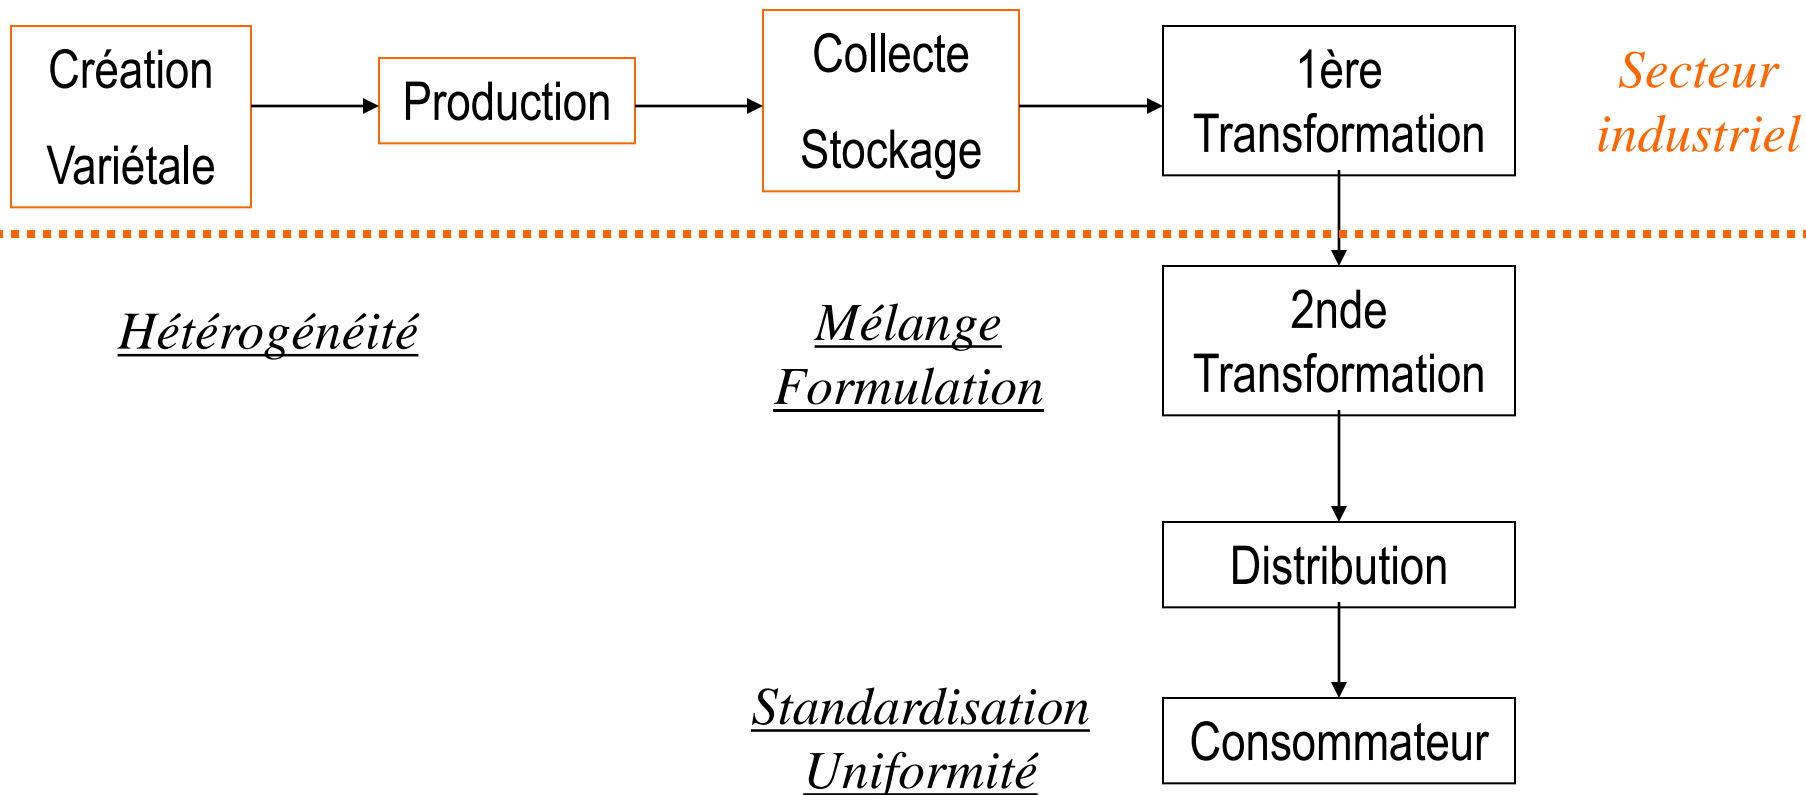 Création
Variétale
Production
Collecte
Stockage
1ère
Transformation
Secteur
industriel
Hétérogénéité
Mélange
Formulation
2nde
Transformation
Distribution
Standardisation
Uniformité
Consommateur